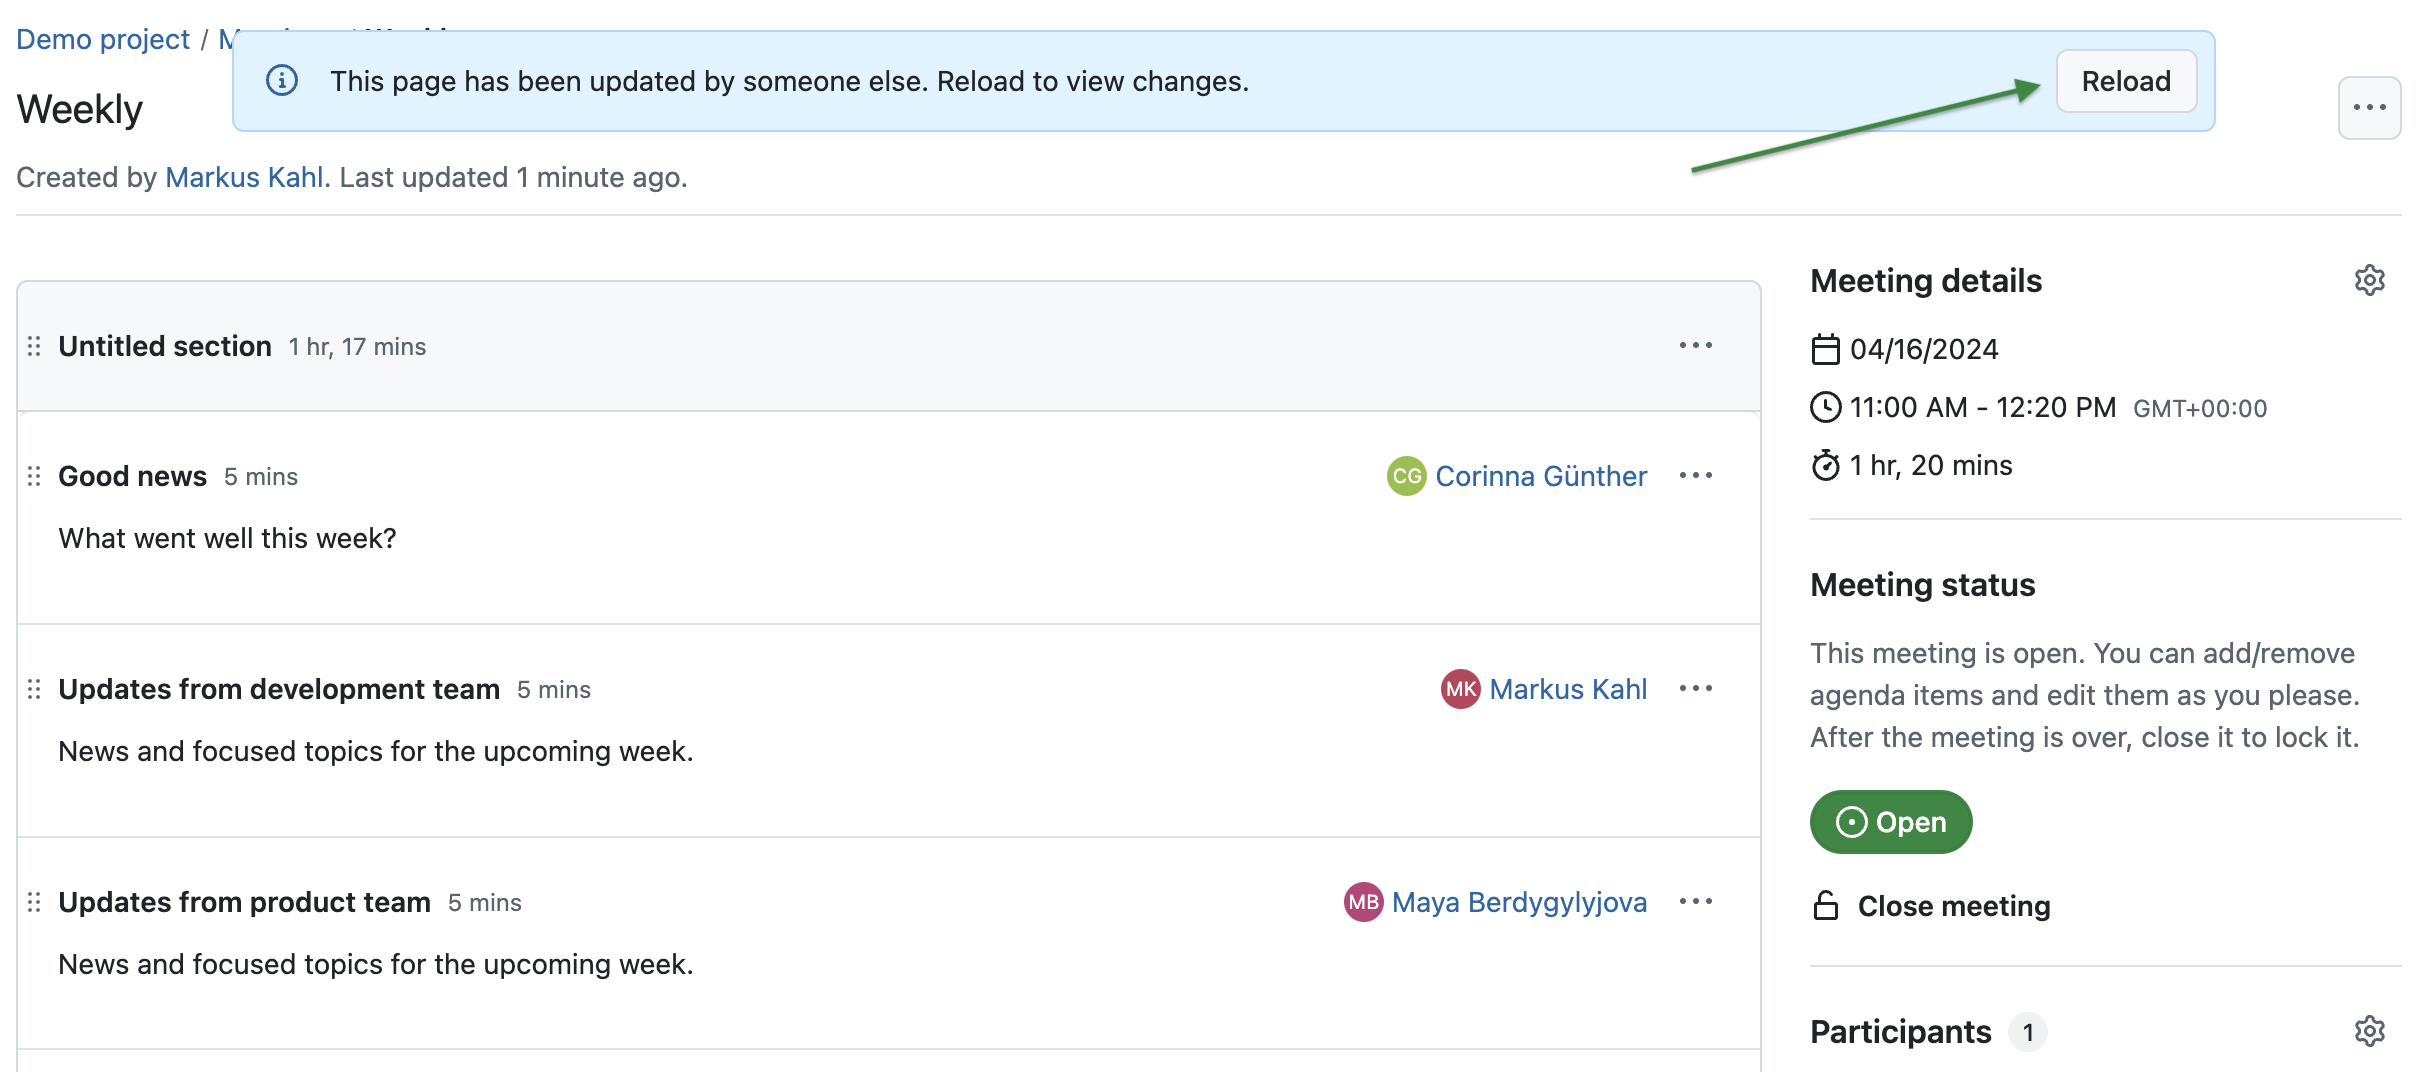 Demo project /
This page has been updated by someone else. Reload to view changes.
Reload
Weekly
Created by Markus Kahl. Last updated 1 minute ago.
Untitled section 1 hr, 17 mins
Good news 5 mins
CG Corinna Günther
What went well this week?
Updates from development team 5 mins
MK Markus Kahl
News and focused topics for the upcoming week.
Updates from product team 5 mins
MB Maya Berdygylyjova
News and focused topics for the upcoming week.
Meeting details
04/16/2024
11:00 AM - 12:20 PM GMT+00:00
1 hr, 20 mins
Meeting status
This meeting is open. You can add/remove
agenda items and edit them as you please.
After the meeting is over, close it to lock it.
Open
Close meeting
Participants 1